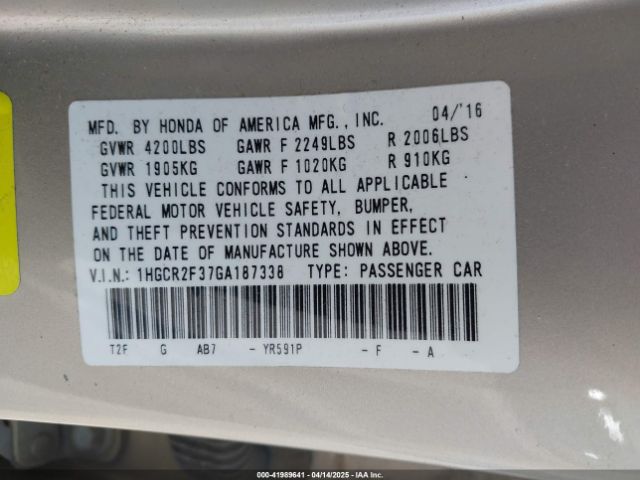 MFD. BY HONDA OF AMERICA MFG., INC. 04/'16
GVWR 4200LBS GAWR F 2249LBS R 2006LBS
GVWR 1905KG GAWR F 1020KG R 910KG
THIS VEHICLE CONFORMS TO ALL APPLICABLE
FEDERAL MOTOR VEHICLE SAFETY, BUMPER,
AND THEFT PREVENTION STANDARDS IN EFFECT
ON THE DATE OF MANUFACTURE SHOWN ABOVE.
V.I.N.: 1HGCR2F37GA187338 TYPE: PASSENGER CAR
T2F G AB7 - YR591P - F - A
000-41989641 - 04/14/2025 - IAAI.COM